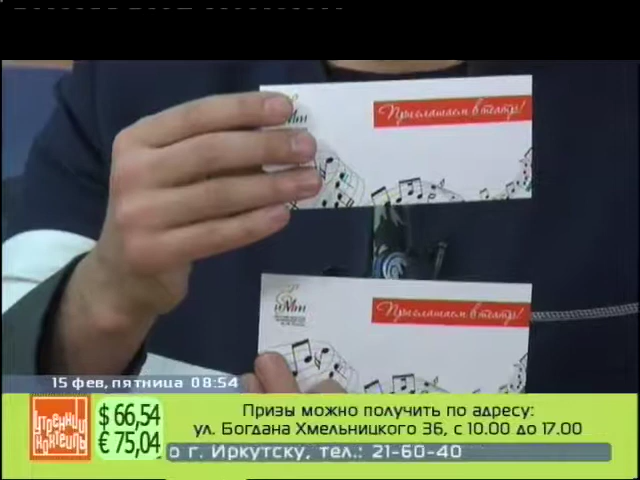 Приглашаем в театр!
иМт
Приглашаем в театр!
15 фев, пятница 08:54
утренний
коктейль
$ 66,54
€ 75,04
Призы можно получить по адресу:
ул. Богдана Хмельницкого 36, с 10.00 до 17.00
о г. Иркутску, тел.: 21-60-40